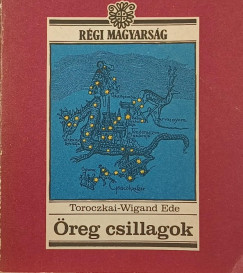 RÉGI MAGYARSÁG
Toroczkai-Wigand Ede
Öreg csillagok